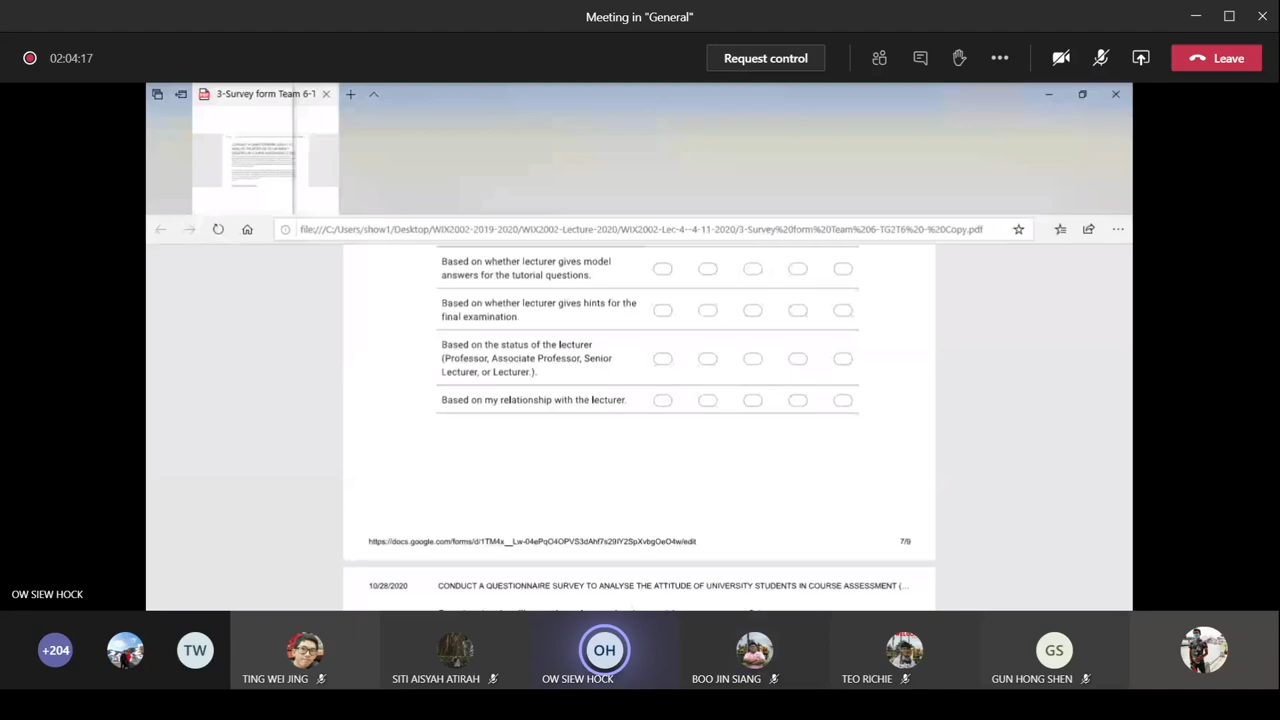 Meeting in "General"
02:04:17
Request control
Leave
3-Survey form Team 6-T
file:///C:/Users/show1/Desktop/WIX2002-2019-2020/WIX2002-Lecture-2020/WIX2002-Lec-4--4-11-2020/3-Survey%20form%20Team%206-TG2T6%20-%20Copy.pdf
Based on whether lecturer gives model
answers for the tutorial questions.
Based on whether lecturer gives hints for the
final examination.
Based on the status of the lecturer
(Professor, Associate Professor, Senior
Lecturer, or Lecturer.).
Based on my relationship with the lecturer.
7/9
10/28/2020 CONDUCT A QUESTIONNAIRE SURVEY TO ANALYSE THE ATTITUDE OF UNIVERSITY STUDENTS IN COURSE ASSESSMENT (...
OW SIEW HOCK
+204
TW
OH
GS
TING WEI JING
SITI AISYAH ATIRAH
OW SIEW HOCK
BOO JIN SIANG
TEO RICHIE
GUN HONG SHEN